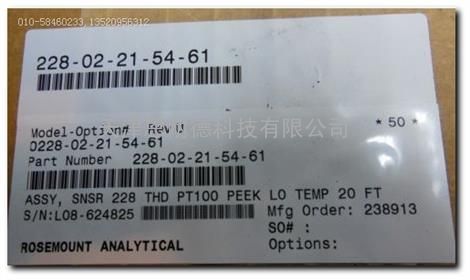 010-58460233,13520956312
228-02-21-54-61
Model-Option# Rev U
D228-02-21-54-61
* 50 *
Part Number 228-02-21-54-61
ASSY, SNSR 228 THD PT100 PEEK LO TEMP 20 FT
S/N:L08-624825
Mfg Order: 238913
SO# :
ROSEMOUNT ANALYTICAL
Options: